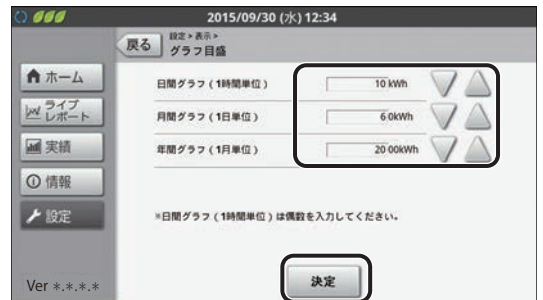 2015/09/30 (水) 12:34
戻る
設定>表示>
グラフ目盛
ホーム
ライブ
レポート
実績
情報
設定
日間グラフ（1時間単位）
10 kWh
月間グラフ（1日単位）
6 0kWh
年間グラフ（1月単位）
20 00kWh
※日間グラフ（1時間単位）は偶数を入力してください。
決定
Ver *.*.*.*